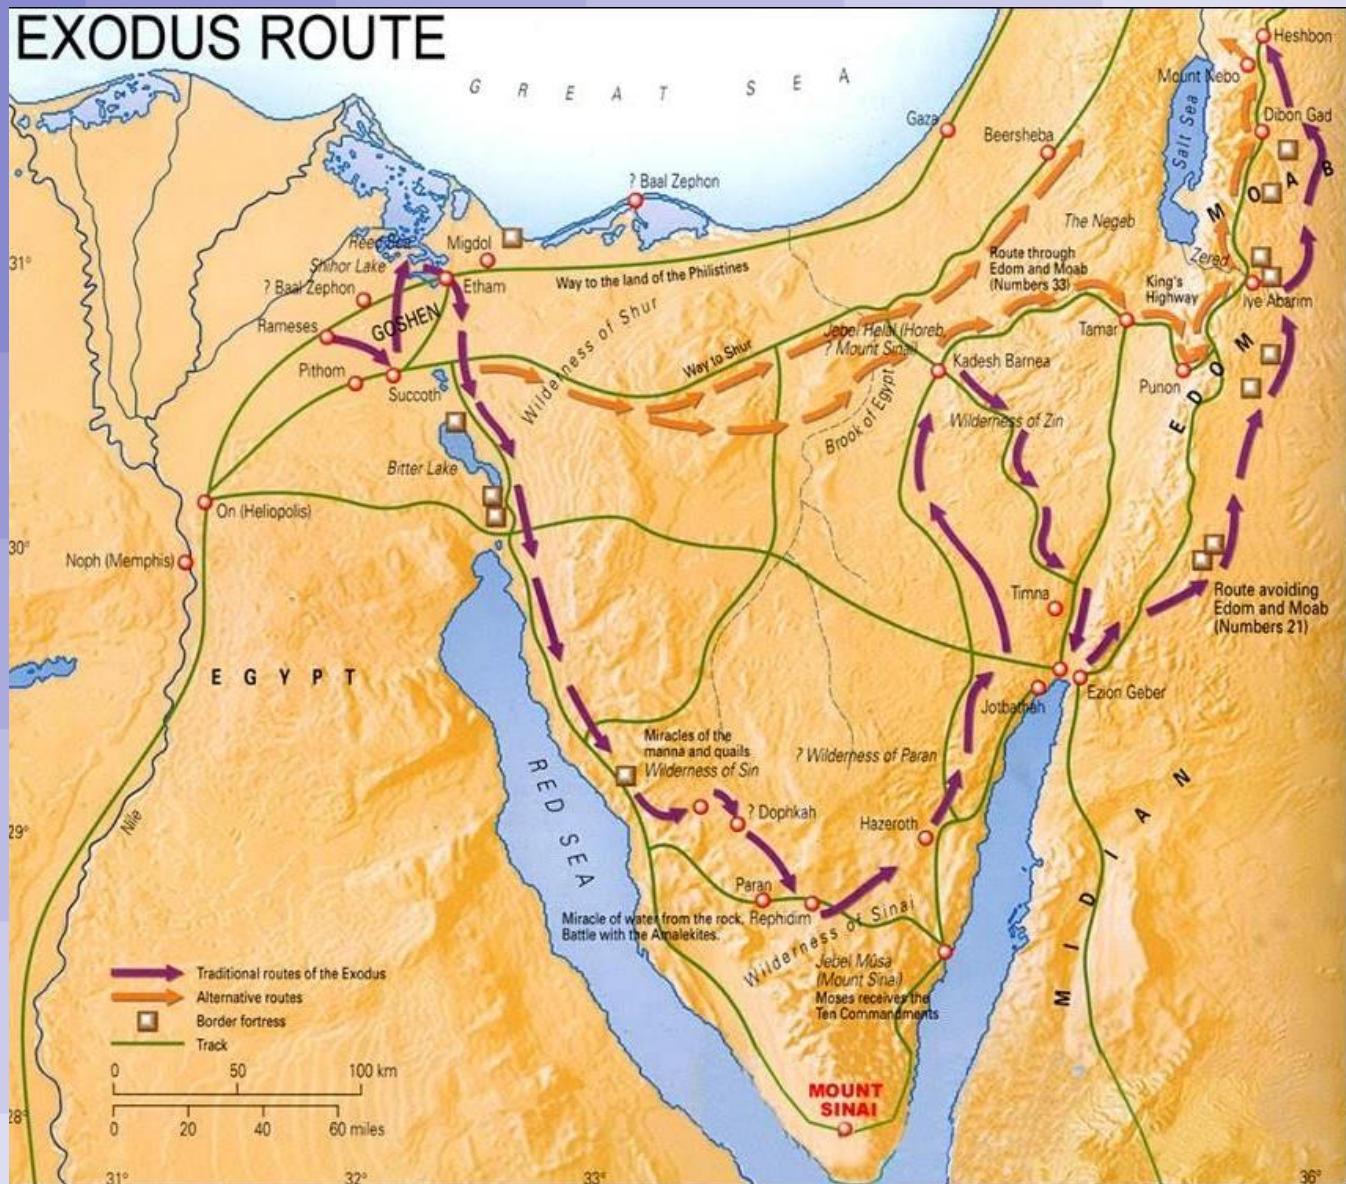 EXODUS ROUTE
GREAT SEA
Heshbon
Mount Nebo
Salt Sea
Dibon Gad
Gaza
Beersheba
? Baal Zephon
MOAB
The Negeb
Reed Sea
Migdol
31°
Shihor Lake
Way to the land of the Philistines
Route through
Edom and Moab
(Numbers 33)
Zered
? Baal Zephon
Etham
King's
Highway
Iye Abarim
Rameses
GOSHEN
Wilderness of Shur
Jebel Helal (Horeb,
? Mount Sinai)
Tamar
EDOM
Way to Shur
Pithom
Succoth
Kadesh Barnea
Punon
Brook of Egypt
Wilderness of Zin
Bitter Lake
On (Heliopolis)
30°
Noph (Memphis)
Timna
Route avoiding
Edom and Moab
(Numbers 21)
EGYPT
Jotbathah
Ezion Geber
Miracles of the
manna and quails
Wilderness of Sin
? Wilderness of Paran
RED SEA
MIDIAN
29°
Nile
? Dophkah
Hazeroth
Paran
Rephidim
Miracle of water from the rock.
Battle with the Amalekites.
Wilderness of Sinai
Jebel Mûsa
(Mount Sinai)
Moses receives the
Ten Commandments
Traditional routes of the Exodus
Alternative routes
Border fortress
Track
0 50 100 km
0 20 40 60 miles
MOUNT
SINAI
28°
31° 32° 33° 36°